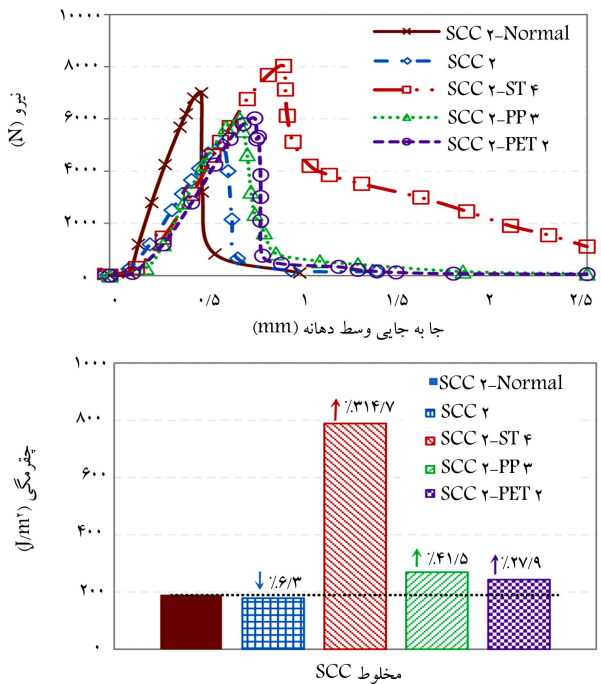 ۱۰۰۰۰
۸۰۰۰
۶۰۰۰
۴۰۰۰
۲۰۰۰
۰
نیرو (N)
SCC ۲-Normal
SCC ۲
SCC ۲-ST ۴
SCC ۲-PP ۳
SCC ۲-PET ۲
۰ ۰/۵ ۱ ۱/۵ ۲ ۲/۵
جا به جایی وسط دهانه (mm)
۱۰۰۰
۸۰۰
۶۰۰
۴۰۰
۲۰۰
۰
چقرمگی (J/m²)
SCC ۲-Normal
SCC ۲
SCC ۲-ST ۴
SCC ۲-PP ۳
SCC ۲-PET ۲
↓ ٪۶/۳
↑ ٪۳۱۴/۷
↑ ٪۴۱/۵
↑ ٪۲۷/۹
مخلوط SCC